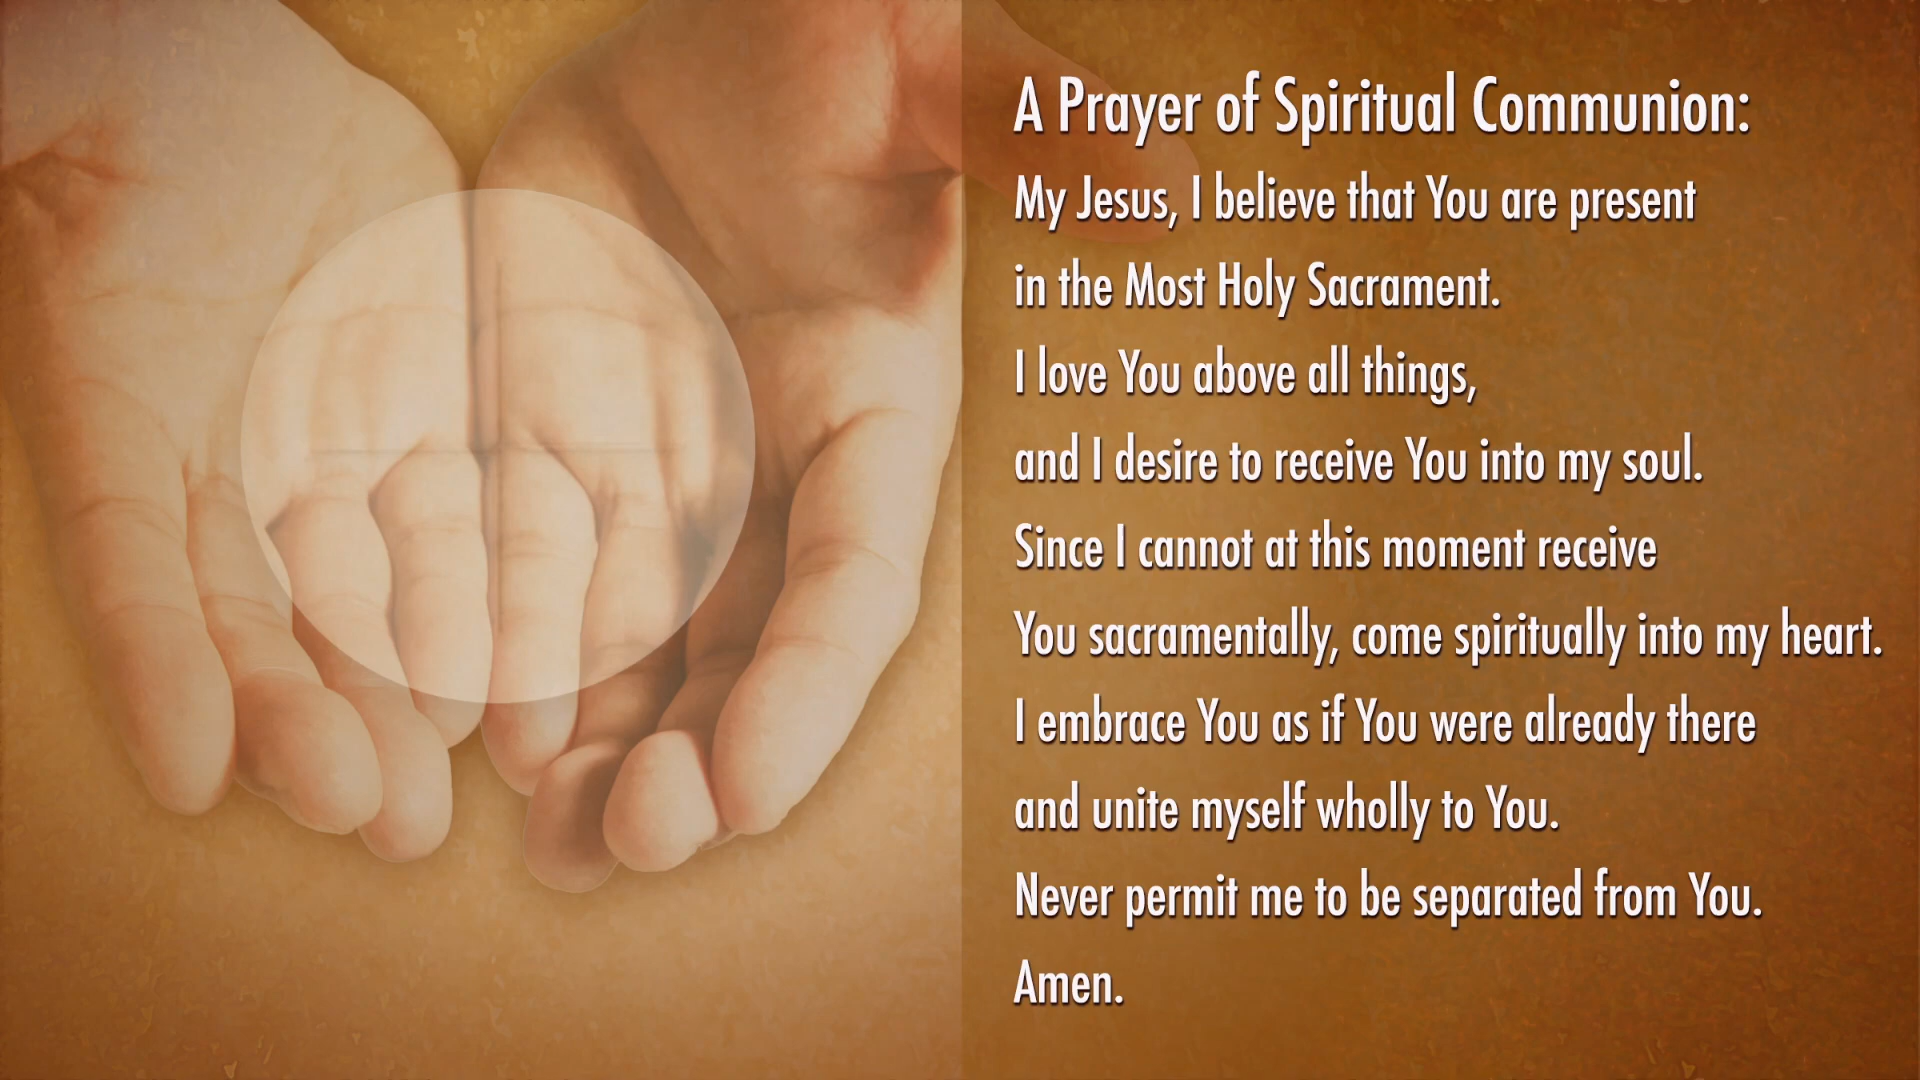 A Prayer of Spiritual Communion:
My Jesus, I believe that You are present
in the Most Holy Sacrament.
I love You above all things,
and I desire to receive You into my soul.
Since I cannot at this moment receive
You sacramentally, come spiritually into my heart.
I embrace You as if You were already there
and unite myself wholly to You.
Never permit me to be separated from You.
Amen.